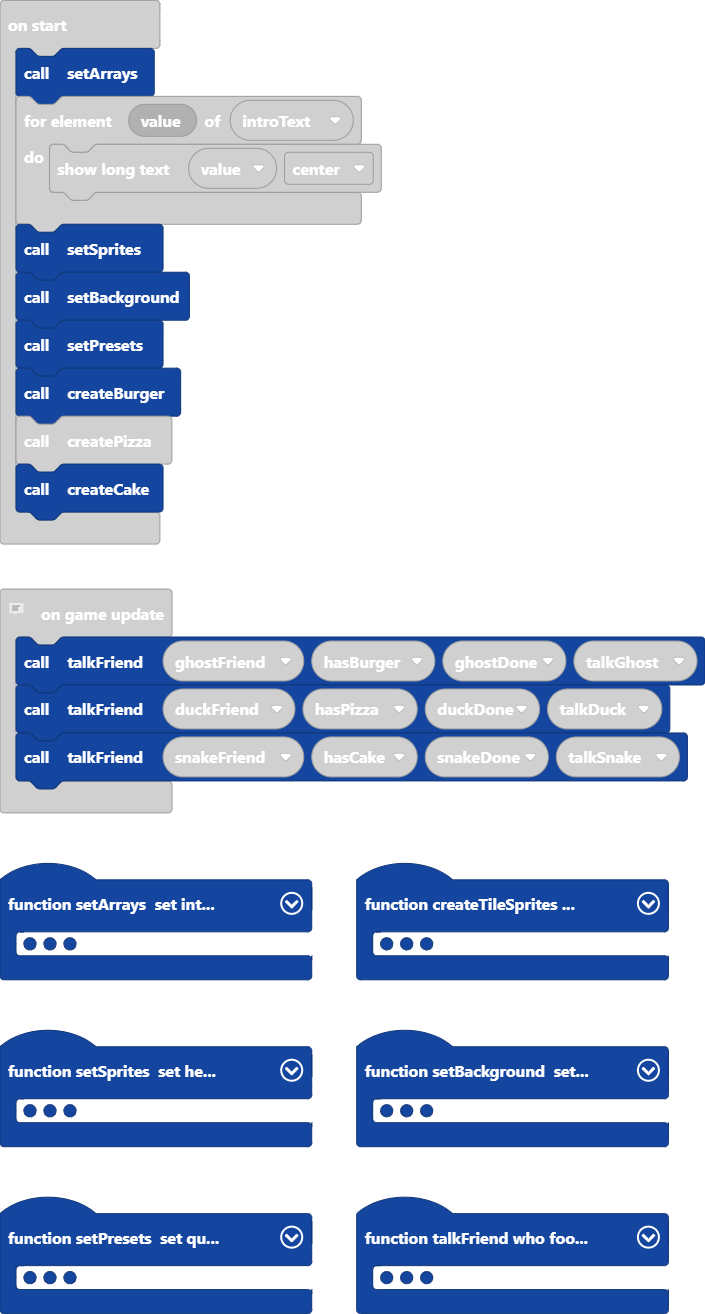 on start
call setArrays
for element value of introText
do show long text value center
call setSprites
call setBackground
call setPresets
call createBurger
call createPizza
call createCake
on game update
call talkFriend ghostFriend hasBurger ghostDone talkGhost
call talkFriend duckFriend hasPizza duckDone talkDuck
call talkFriend snakeFriend hasCake snakeDone talkSnake
function setArrays set int...
function createTileSprites ...
function setSprites set he...
function setBackground set...
function setPresets set qu...
function talkFriend who foo...